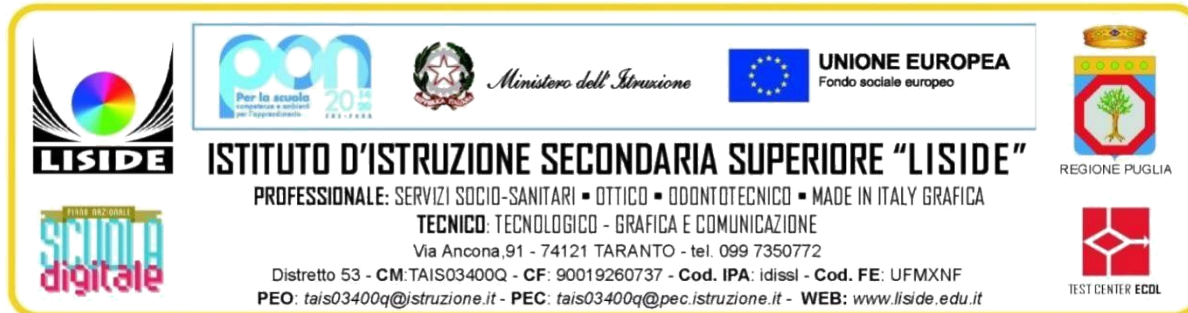 pon
Per la scuola
competenze e ambienti
per l'apprendimento
2014
2020
FSE-FESR
REPVBBLICA ITALIANA
Ministero dell'Istruzione
UNIONE EUROPEA
Fondo sociale europeo
LISIDE
ISTITUTO D'ISTRUZIONE SECONDARIA SUPERIORE "LISIDE"
REGIONE PUGLIA
PROFESSIONALE: SERVIZI SOCIO-SANITARI ▪ OTTICO ▪ ODONTOTECNICO ▪ MADE IN ITALY GRAFICA
TECNICO: TECNOLOGICO - GRAFICA E COMUNICAZIONE
Via Ancona,91 - 74121 TARANTO - tel. 099 7350772
Distretto 53 - CM:TAIS03400Q - CF: 90019260737 - Cod. IPA: idissl - Cod. FE: UFMXNF
PEO: tais03400q@istruzione.it - PEC: tais03400q@pec.istruzione.it - WEB: www.liside.edu.it
PIANO NAZIONALE
SCUOLA
digitale
TEST CENTER ECDL